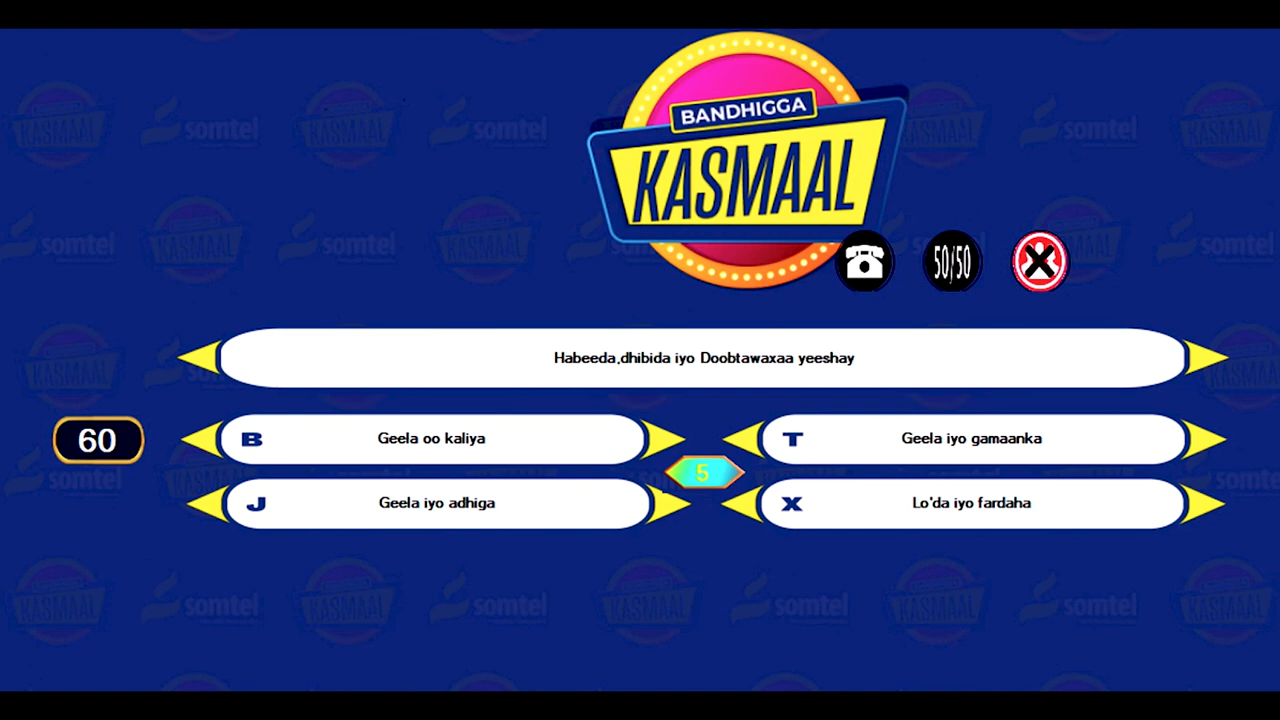 BANDHIGGA
KASMAAL
50/50
Habeeda,dhibida iyo Doobtawaxaa yeeshay
60
B Geela oo kaliya
T Geela iyo gamaanka
5
J Geela iyo adhiga
X Lo'da iyo fardaha
somtel